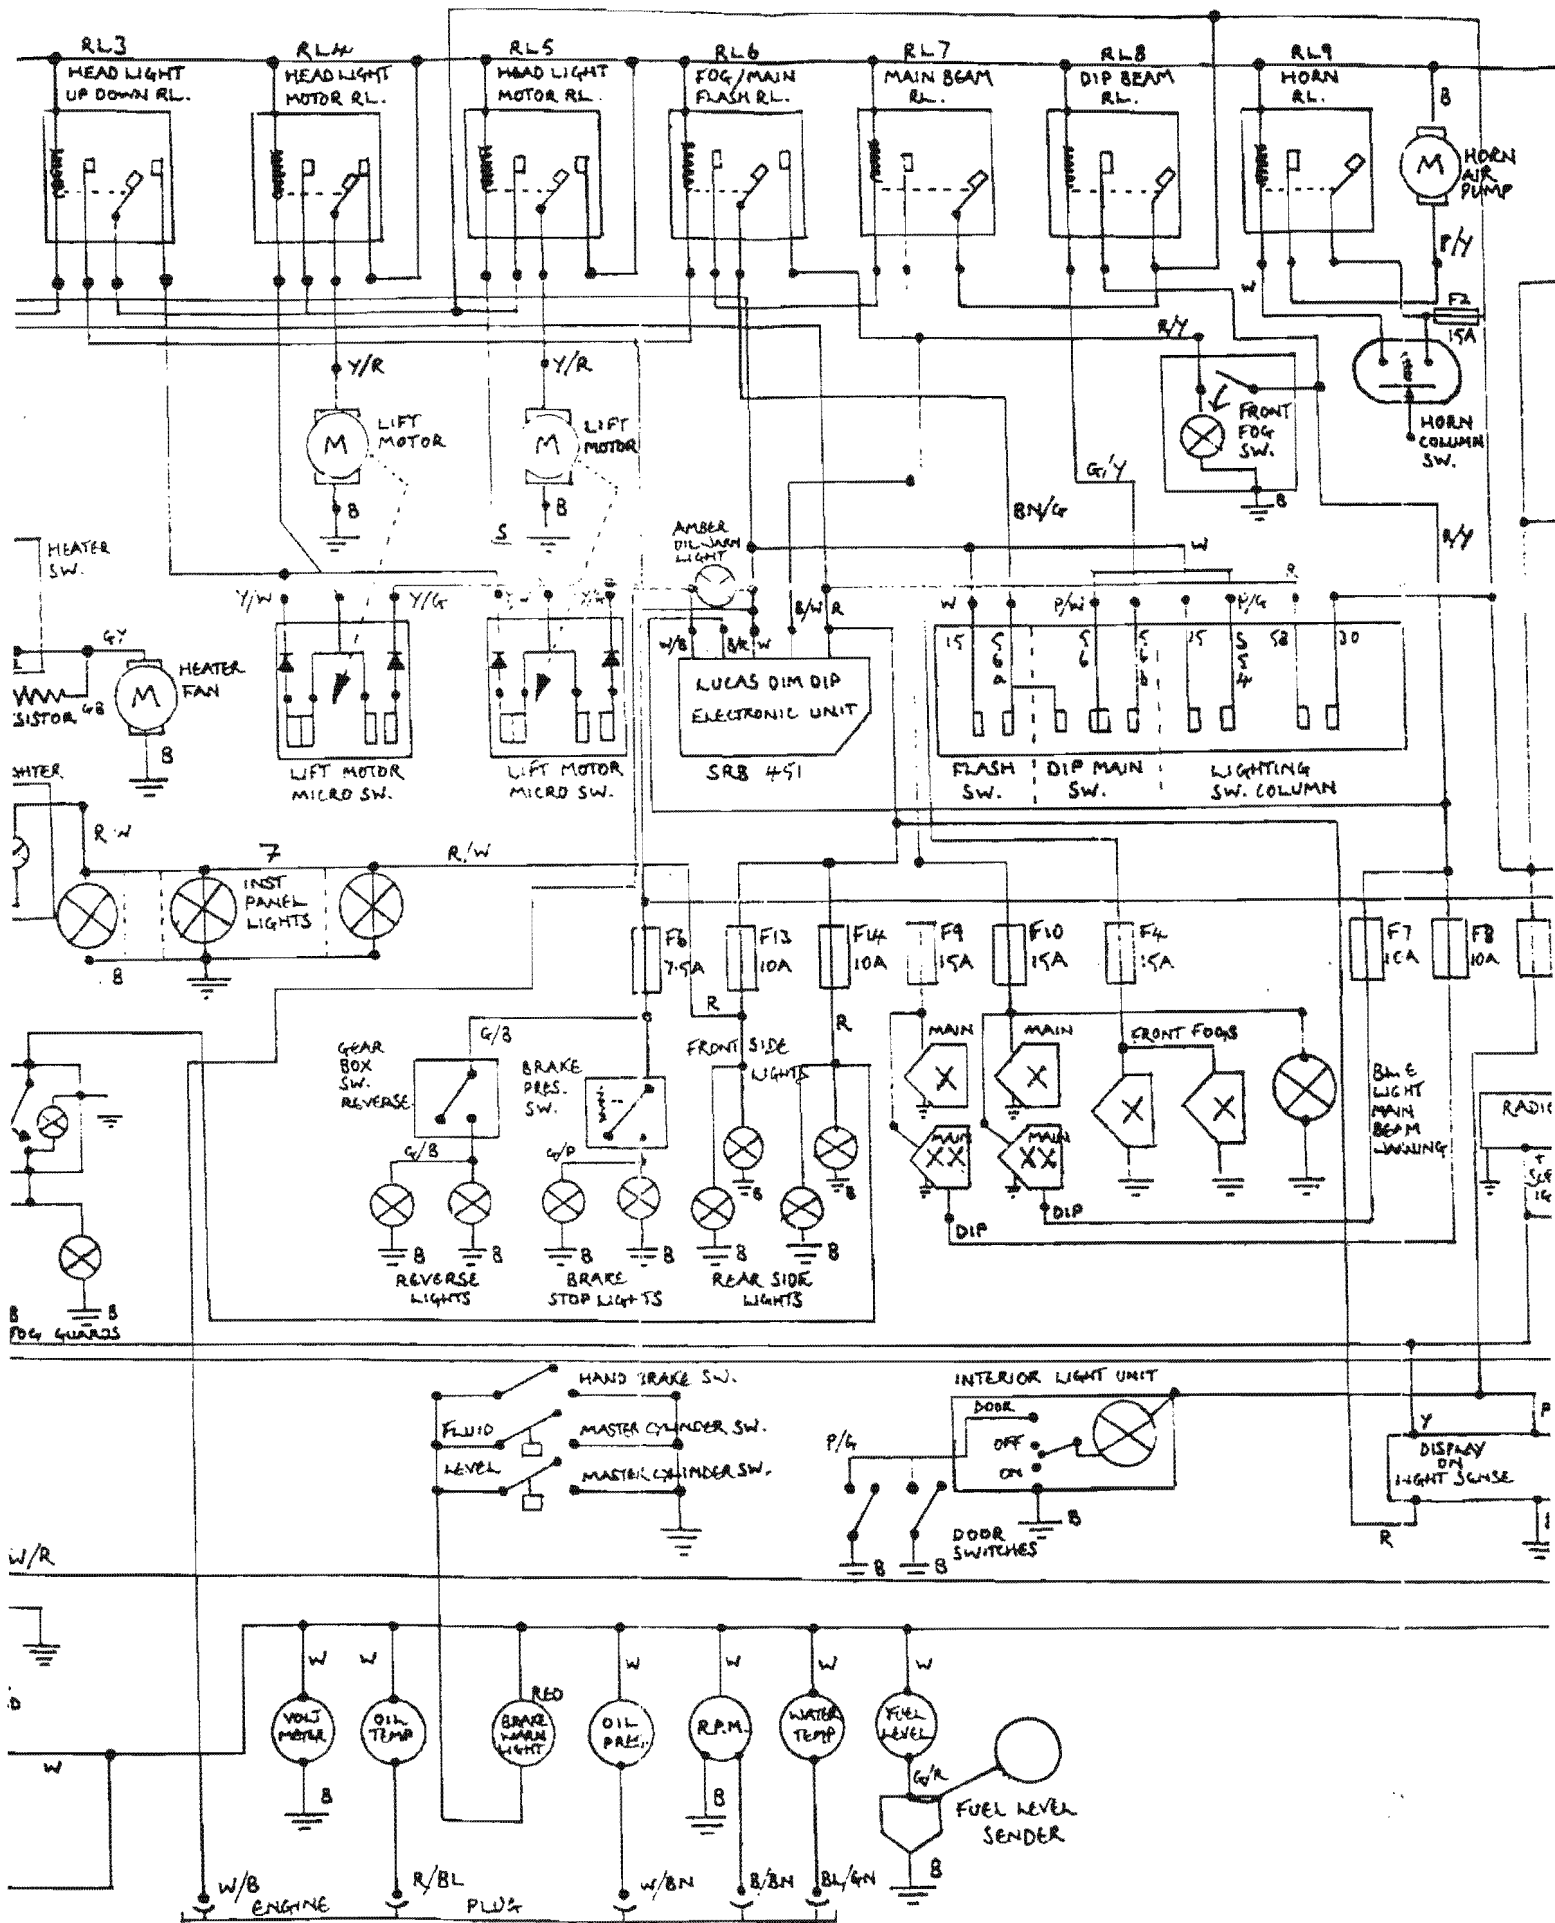 RL3
HEAD LIGHT
UP DOWN RL.
RL4
HEAD LIGHT
MOTOR RL.
RL5
HEAD LIGHT
MOTOR RL.
RL6
FOG/MAIN
FLASH RL.
RL7
MAIN BEAM
RL.
RL8
DIP BEAM
RL.
RL9
HORN
RL.
B
M
HORN
AIR
PUMP
P/Y
W
F2
15A
R/Y
Y/R
Y/R
M
LIFT
MOTOR
M
LIFT
MOTOR
FRONT
FOG
SW.
HORN
COLUMN
SW.
B
B
B
G/Y
BN/G
R/Y
S
AMBER
LIGHT
W
HEATER
SW.
Y/W
Y/G
B/W
R
W
P/W
P/G
R
W/B
B/R
W
GY
M
HEATER
FAN
SISTOR
GB
B
15
56a
56
56b
15
S54
58
30
LUCAS DIM DIP
ELECTRONIC UNIT
SRB 451
LIFT MOTOR
MICRO SW.
LIFT MOTOR
MICRO SW.
FLASH
SW.
DIP MAIN
SW.
LIGHTING
SW. COLUMN
R/W
7
R/W
INST
PANEL
LIGHTS
B
F6
7.5A
F13
10A
F14
10A
F9
15A
F10
15A
F4
15A
F7
10A
F8
10A
R
R
G/B
GEAR
BOX
SW.
REVERSE
BRAKE
PRES.
SW.
FRONT SIDE
LIGHTS
MAIN
MAIN
FRONT FOGS
MAIN
MAIN
BLUE
LIGHT
MAIN
BEAM
WARNING
RADIO
G/B
G/P
B
B
DIP
DIP
B
B
B
B
B
B
REVERSE
LIGHTS
BRAKE
STOP LIGHTS
REAR SIDE
LIGHTS
B
B
FOG GUARDS
HAND BRAKE SW.
FLUID
MASTER CYLINDER SW.
LEVEL
MASTER CYLINDER SW.
INTERIOR LIGHT UNIT
DOOR
OFF
ON
P/G
B
B
B
DOOR
SWITCHES
Y
DISPLAY
ON
LIGHT SENSE
R
W/R
W
W
W
W
W
W
RED
VOLT
METER
OIL
TEMP
BRAKE
WARN
LIGHT
OIL
PRES.
R.P.M.
WATER
TEMP
FUEL
LEVEL
W
B
B
G/R
FUEL LEVEL
SENDER
B
W/B
R/BL
W/BN
B/BN
BL/GN
ENGINE
PLUG